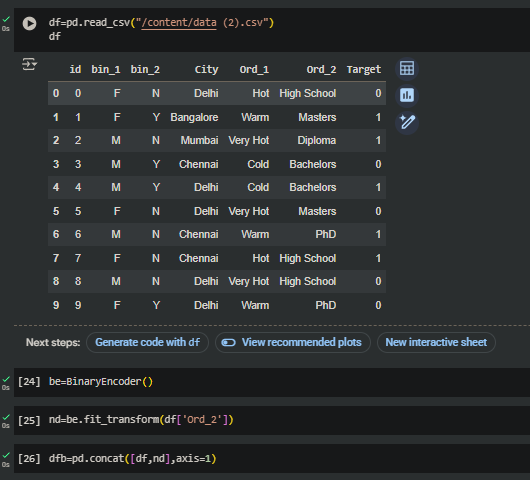 0s
df=pd.read_csv("/content/data (2).csv")
df
id bin_1 bin_2 City Ord_1 Ord_2 Target
0 0 F N Delhi Hot High School 0
1 1 F Y Bangalore Warm Masters 1
2 2 M N Mumbai Very Hot Diploma 1
3 3 M Y Chennai Cold Bachelors 0
4 4 M Y Delhi Cold Bachelors 1
5 5 F N Delhi Very Hot Masters 0
6 6 M N Chennai Warm PhD 1
7 7 F N Chennai Hot High School 1
8 8 M N Delhi Very Hot High School 0
9 9 F Y Delhi Warm PhD 0
Next steps: Generate code with df View recommended plots New interactive sheet
0s [24] be=BinaryEncoder()
0s [25] nd=be.fit_transform(df['Ord_2'])
0s [26] dfb=pd.concat([df,nd],axis=1)